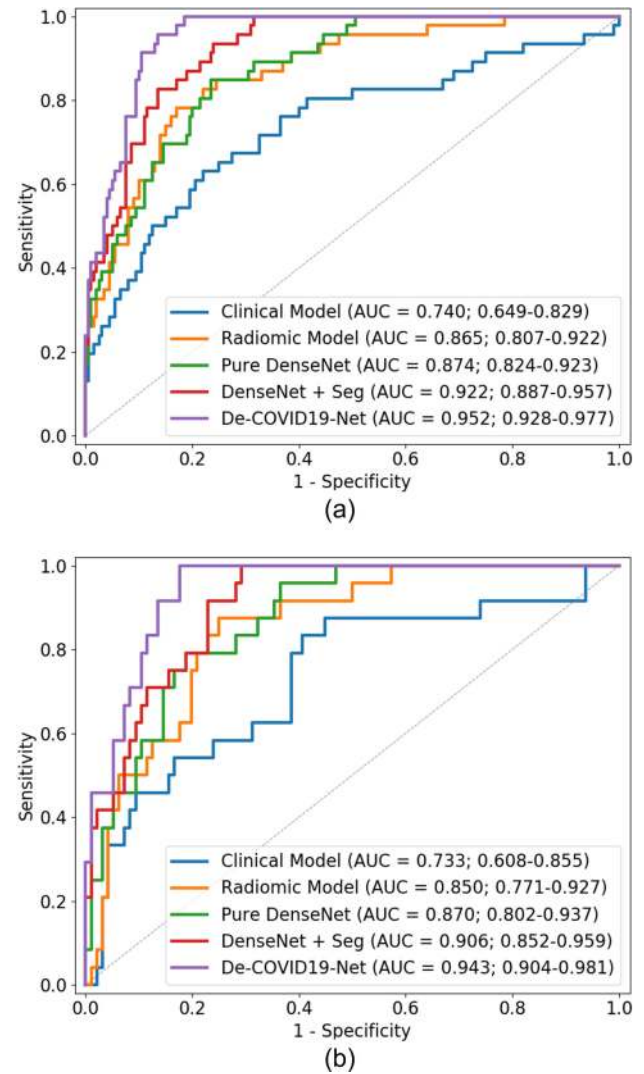 1.0
0.8
0.6
0.4
0.2
0.0
Sensitivity
Clinical Model (AUC = 0.740; 0.649-0.829)
Radiomic Model (AUC = 0.865; 0.807-0.922)
Pure DenseNet (AUC = 0.874; 0.824-0.923)
DenseNet + Seg (AUC = 0.922; 0.887-0.957)
De-COVID19-Net (AUC = 0.952; 0.928-0.977)
0.0 0.2 0.4 0.6 0.8 1.0
1 - Specificity
(a)
1.0
0.8
0.6
0.4
0.2
0.0
Sensitivity
Clinical Model (AUC = 0.733; 0.608-0.855)
Radiomic Model (AUC = 0.850; 0.771-0.927)
Pure DenseNet (AUC = 0.870; 0.802-0.937)
DenseNet + Seg (AUC = 0.906; 0.852-0.959)
De-COVID19-Net (AUC = 0.943; 0.904-0.981)
0.0 0.2 0.4 0.6 0.8 1.0
1 - Specificity
(b)